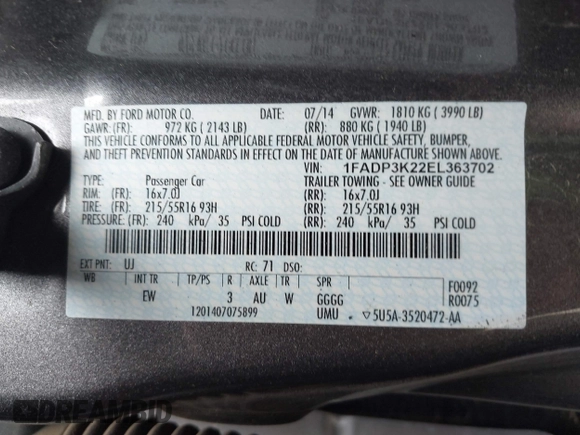 MFD. BY FORD MOTOR CO. DATE: 07/14 GVWR: 1810 KG ( 3990 LB)
GAWR: (FR): 972 KG ( 2143 LB) (RR): 880 KG ( 1940 LB)
THIS VEHICLE CONFORMS TO ALL APPLICABLE FEDERAL MOTOR VEHICLE SAFETY, BUMPER,
AND THEFT PREVENTION STANDARDS IN EFFECT ON THE DATE OF MANUFACTURE SHOWN ABOVE.
VIN: 1FADP3K22EL363702
TYPE: Passenger Car TRAILER TOWING - SEE OWNER GUIDE
RIM: (FR): 16x7.0J (RR): 16x7.0J
TIRE: (FR): 215/55R16 93H (RR): 215/55R16 93H
PRESSURE: (FR): 240 kPa/ 35 PSI COLD (RR): 240 kPa/ 35 PSI COLD
EXT PNT: UJ RC: 71 DSO:
WB INT TR TP/PS R AXLE TR SPR F0092
EW 3 AU W GGGG R0075
1201407075899 UMU 5U5A-3520472-AA
DREAMBID